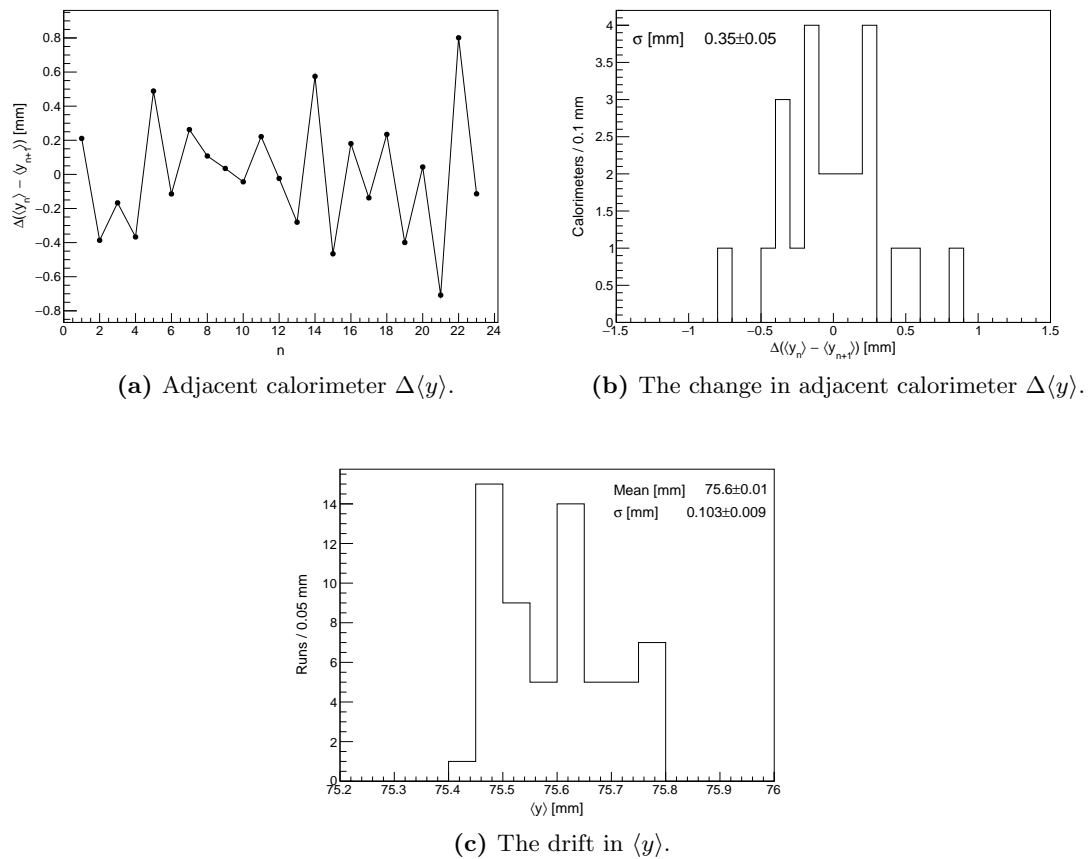 Δ(⟨y_n⟩ − ⟨y_{n+1}⟩) [mm]
0.8
0.6
0.4
0.2
0
−0.2
−0.4
−0.6
−0.8
0 2 4 6 8 10 12 14 16 18 20 22 24
n
(a) Adjacent calorimeter Δ⟨y⟩.
σ [mm] 0.35±0.05
Calorimeters / 0.1 mm
4
3.5
3
2.5
2
1.5
1
0.5
0
−1.5 −1 −0.5 0 0.5 1 1.5
Δ(⟨y_n⟩ − ⟨y_{n+1}⟩) [mm]
(b) The change in adjacent calorimeter Δ⟨y⟩.
Mean [mm] 75.6±0.01
σ [mm] 0.103±0.009
Runs / 0.05 mm
14
12
10
8
6
4
2
0
75.2 75.3 75.4 75.5 75.6 75.7 75.8 75.9 76
⟨y⟩ [mm]
(c) The drift in ⟨y⟩.